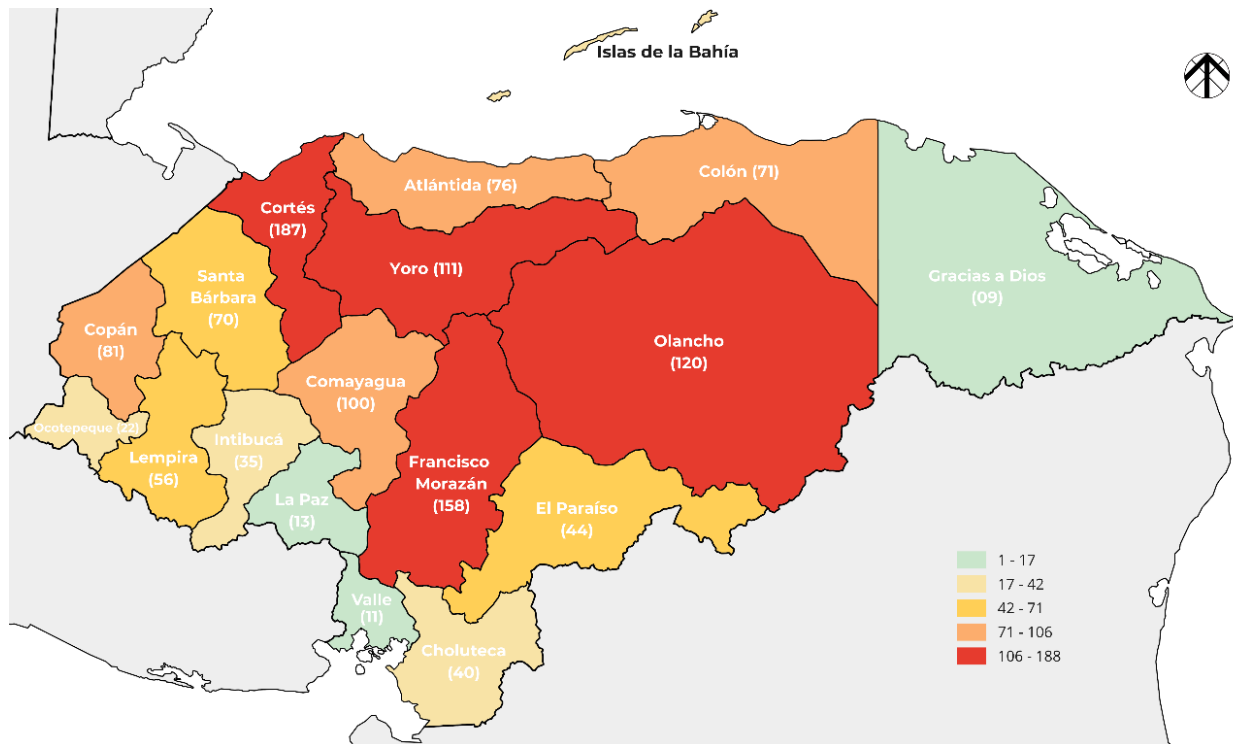 Islas de la Bahía
Atlántida (76)
Colón (71)
Cortés
(187)
Yoro (111)
Gracias a Dios
(09)
Santa
Bárbara
(70)
Copán
(81)
Olancho
(120)
Comayagua
(100)
Ocotepeque (22)
Intibucá
(35)
Lempira
(56)
Francisco
Morazán
(158)
La Paz
(13)
El Paraíso
(44)
Valle
(11)
Choluteca
(40)
1 - 17
17 - 42
42 - 71
71 - 106
106 - 188